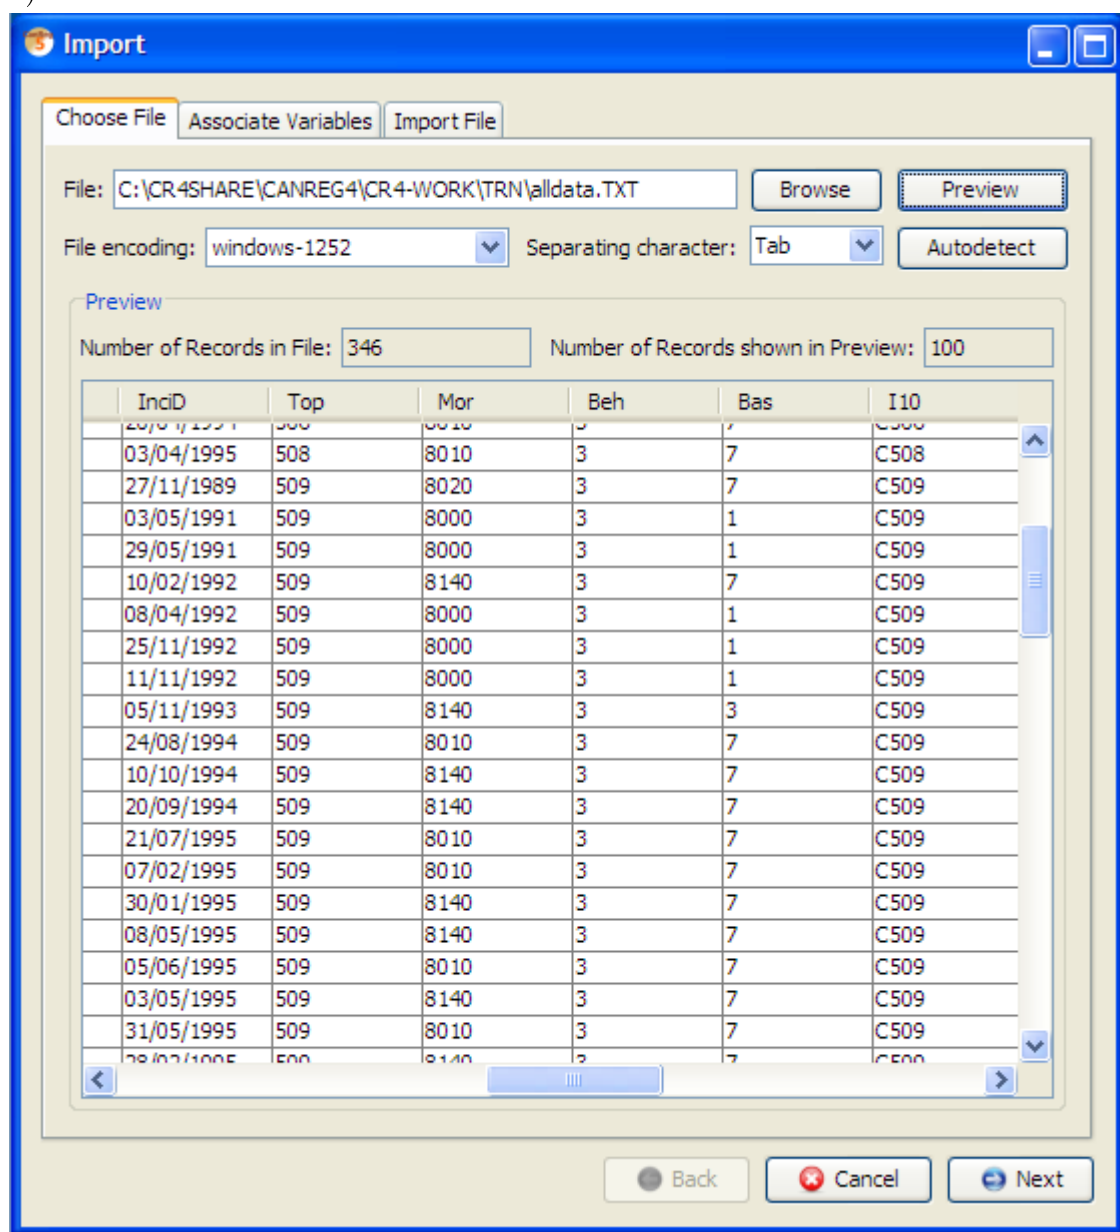 Import
Choose File Associate Variables Import File
File: C:\CR4SHARE\CANREG4\CR4-WORK\TRN\alldata.TXT Browse Preview
File encoding: windows-1252 Separating character: Tab Autodetect
Preview
Number of Records in File: 346 Number of Records shown in Preview: 100
InciD Top Mor Beh Bas I10
03/04/1995 508 8010 3 7 C508
27/11/1989 509 8020 3 7 C509
03/05/1991 509 8000 3 1 C509
29/05/1991 509 8000 3 1 C509
10/02/1992 509 8140 3 7 C509
08/04/1992 509 8000 3 1 C509
25/11/1992 509 8000 3 1 C509
11/11/1992 509 8000 3 1 C509
05/11/1993 509 8140 3 3 C509
24/08/1994 509 8010 3 7 C509
10/10/1994 509 8140 3 7 C509
20/09/1994 509 8140 3 7 C509
21/07/1995 509 8010 3 7 C509
07/02/1995 509 8010 3 7 C509
30/01/1995 509 8140 3 7 C509
08/05/1995 509 8140 3 7 C509
05/06/1995 509 8010 3 7 C509
03/05/1995 509 8140 3 7 C509
31/05/1995 509 8010 3 7 C509
Back Cancel Next